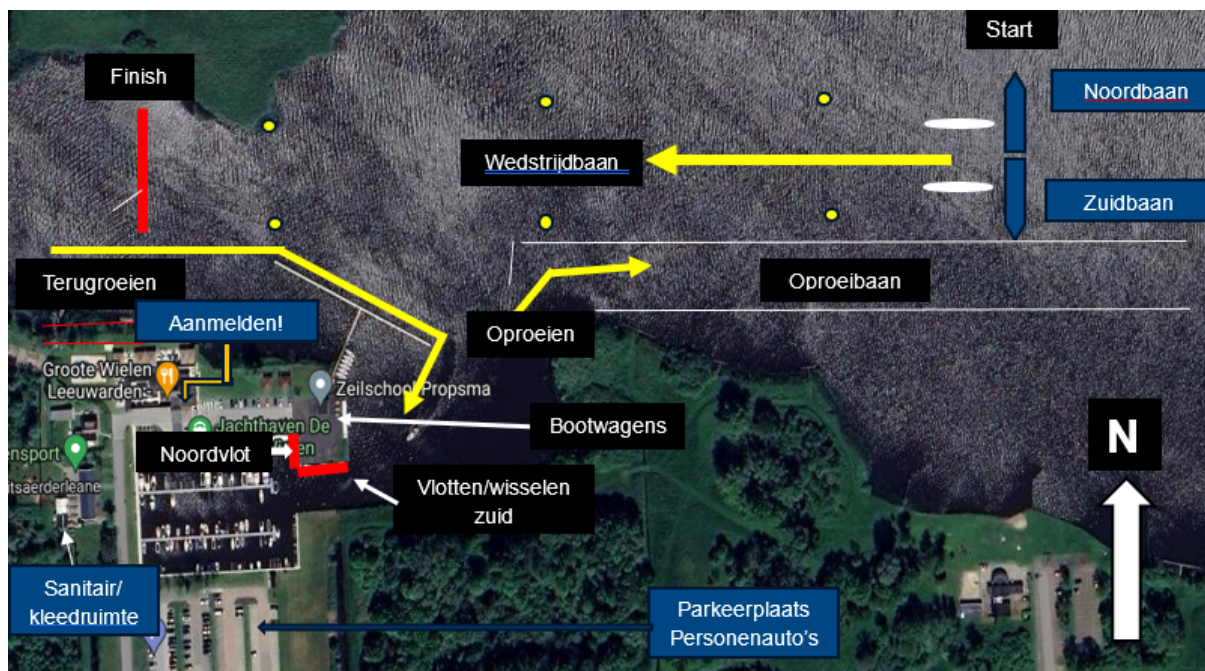 Start
Finish
Noordbaan
Wedstrijdbaan
Zuidbaan
Terugroeien
Oproeibaan
Aanmelden!
Oproeien
Groote Wielen
Leeuwarden
Zeilschool Propsma
Jachthaven De
Bootwagens
N
Noordvlot
Vlotten/wisselen
zuid
Sanitair/
kleedruimte
Parkeerplaats
Personenauto's